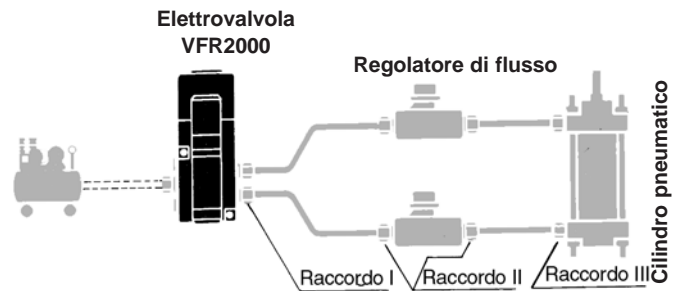 Elettrovalvola
VFR2000
Regolatore di flusso
Cilindro pneumatico
Raccordo I
Raccordo II
Raccordo III